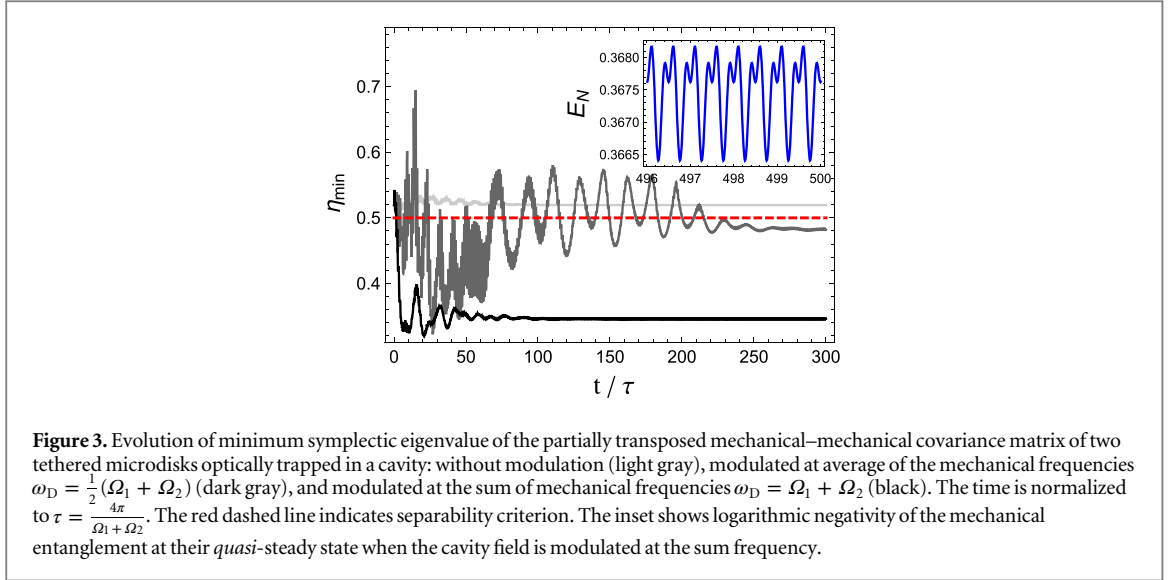 0.7
0.6
0.5
0.4
η_min
0 50 100 150 200 250 300
t / τ
0.3680
0.3675
0.3670
0.3665
E_N
496 497 498 499 500
Figure 3. Evolution of minimum symplectic eigenvalue of the partially transposed mechanical–mechanical covariance matrix of two
tethered microdisks optically trapped in a cavity: without modulation (light gray), modulated at average of the mechanical frequencies
ω_D = 1/2 (Ω_1 + Ω_2) (dark gray), and modulated at the sum of mechanical frequencies ω_D = Ω_1 + Ω_2 (black). The time is normalized
to τ = 4π/(Ω_1 + Ω_2). The red dashed line indicates separability criterion. The inset shows logarithmic negativity of the mechanical
entanglement at their quasi-steady state when the cavity field is modulated at the sum frequency.